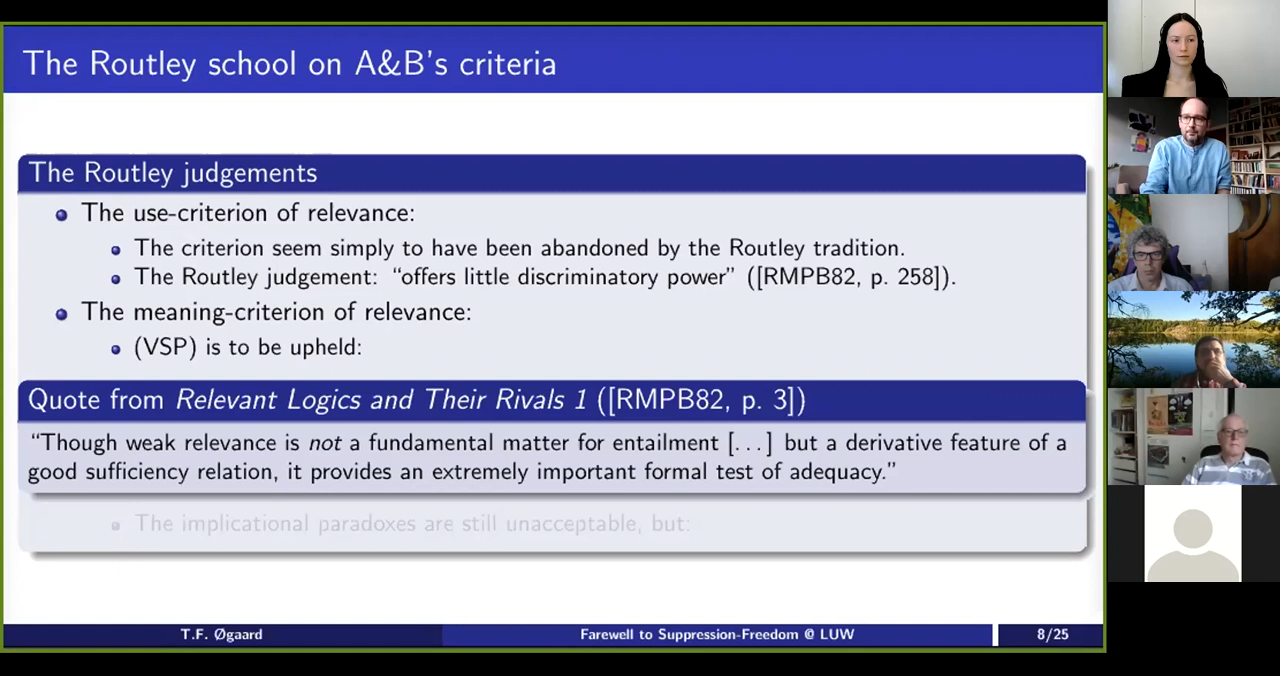 The Routley school on A&B's criteria
The Routley judgements
The use-criterion of relevance:
The criterion seem simply to have been abandoned by the Routley tradition.
The Routley judgement: “offers little discriminatory power” ([RMPB82, p. 258]).
The meaning-criterion of relevance:
(VSP) is to be upheld:
Quote from Relevant Logics and Their Rivals 1 ([RMPB82, p. 3])
“Though weak relevance is not a fundamental matter for entailment [...] but a derivative feature of a
good sufficiency relation, it provides an extremely important formal test of adequacy.”
The implicational paradoxes are still unacceptable, but:
T.F. Øgaard Farewell to Suppression-Freedom @ LUW 8/25